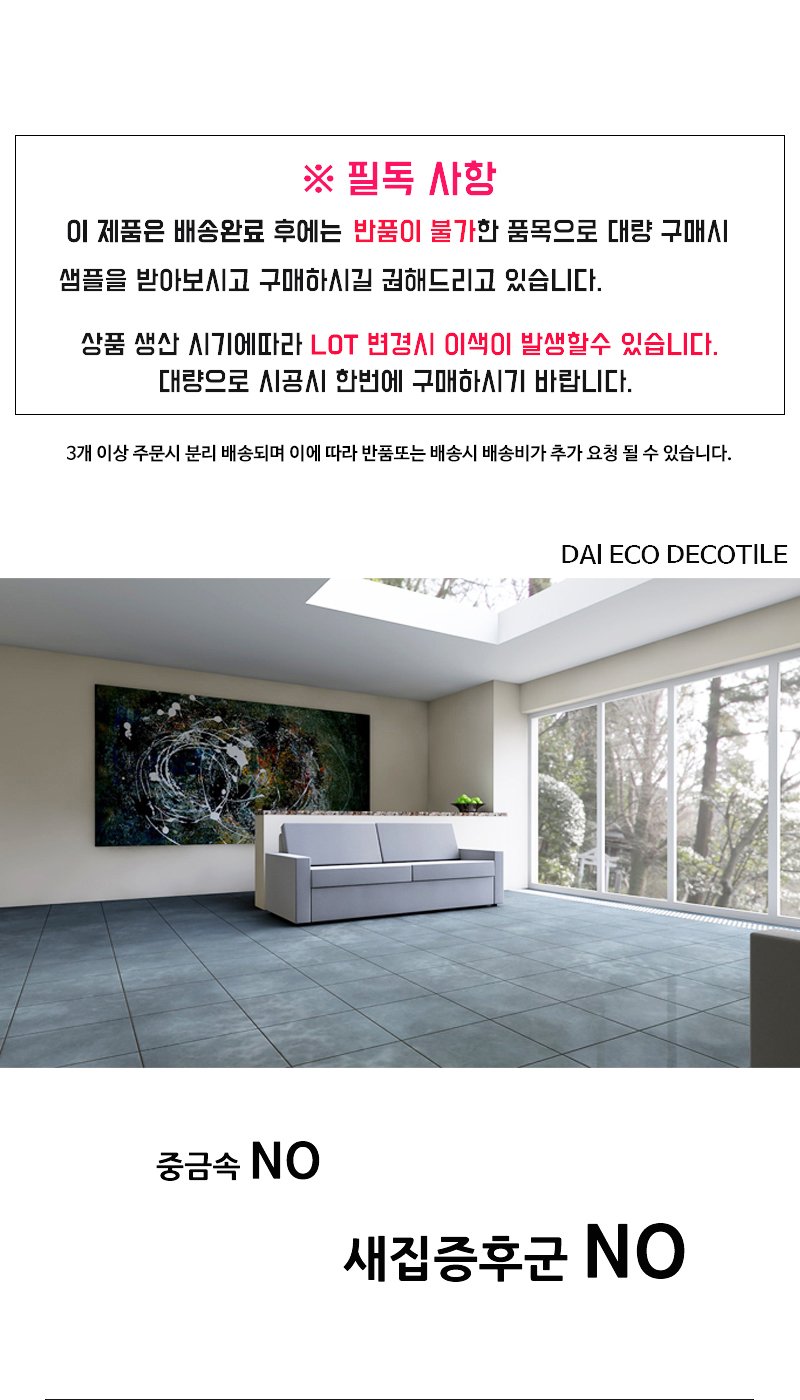 ※ 필독 사항
이 제품은 배송완료 후에는 반품이 불가한 품목으로 대량 구매시
샘플을 받아보시고 구매하시길 권해드리고 있습니다.
상품 생산 시기에따라 LOT 변경시 이색이 발생할수 있습니다.
대량으로 시공시 한번에 구매하시기 바랍니다.
3개 이상 주문시 분리 배송되며 이에 따라 반품또는 배송시 배송비가 추가 요청 될 수 있습니다.
DAI ECO DECOTILE
중금속 NO
새집증후군 NO